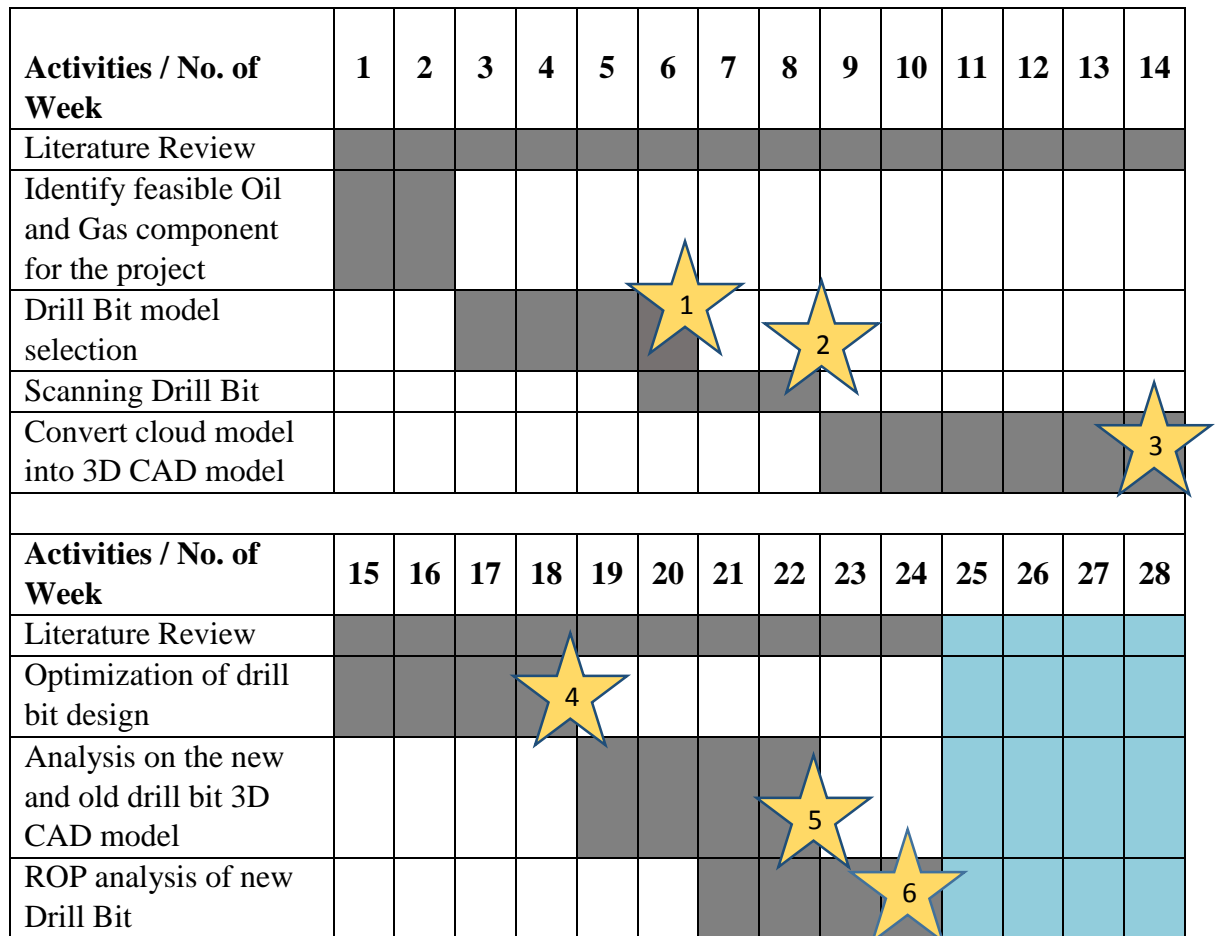 Activities / No. of Week 1 2 3 4 5 6 7 8 9 10 11 12 13 14
Literature Review
Identify feasible Oil
and Gas component
for the project
Drill Bit model
selection
1
2
Scanning Drill Bit
Convert cloud model
into 3D CAD model
3
Activities / No. of Week 15 16 17 18 19 20 21 22 23 24 25 26 27 28
Literature Review
Optimization of drill
bit design
4
Analysis on the new
and old drill bit 3D
CAD model
5
ROP analysis of new
Drill Bit
6